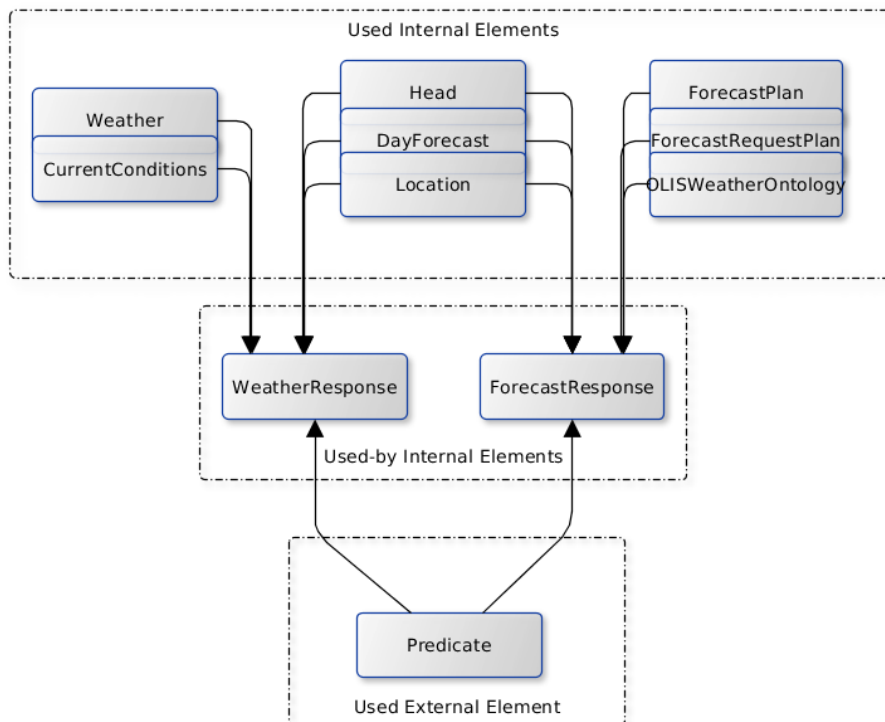 Used Internal Elements
Weather
CurrentConditions
Head
DayForecast
Location
ForecastPlan
ForecastRequestPlan
OLISWeatherOntology
WeatherResponse
ForecastResponse
Used-by Internal Elements
Predicate
Used External Element